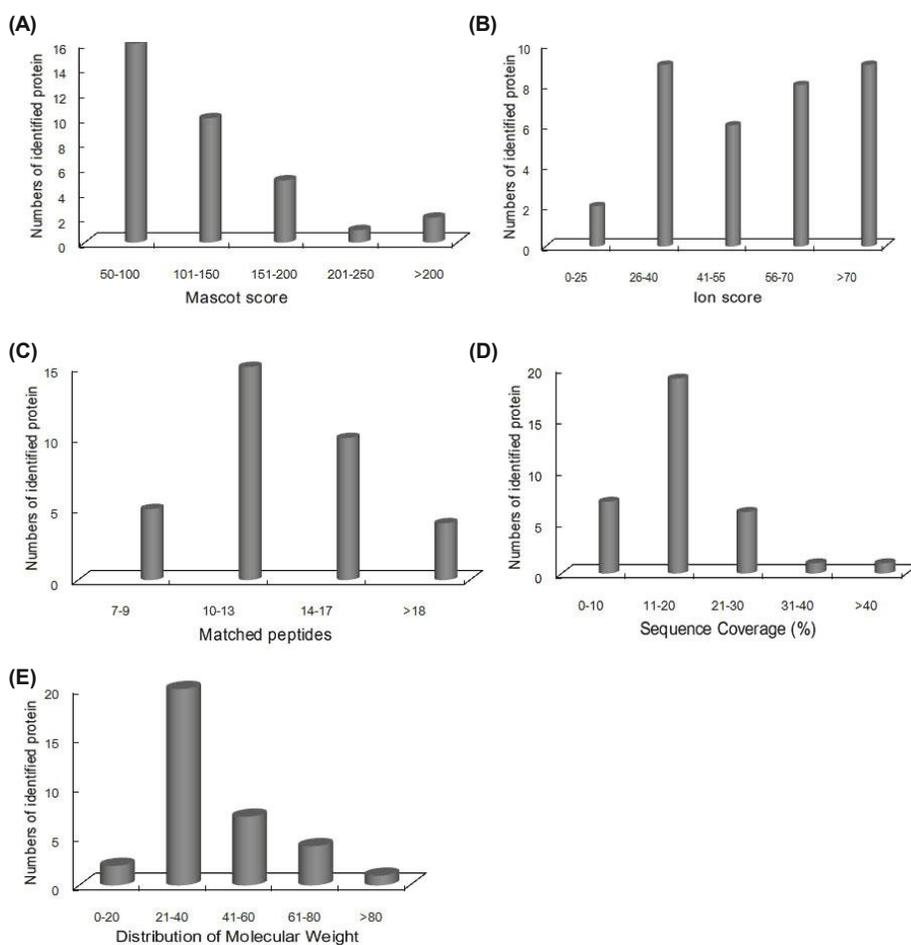 (A)
Numbers of identified protein
16
14
12
10
8
6
4
2
0
50-100 101-150 151-200 201-250 >200
Mascot score
(B)
Numbers of identified protein
10
8
6
4
2
0
0-25 26-40 41-55 56-70 >70
Ion score
(C)
Numbers of identified protein
15
10
5
0
7-9 10-13 14-17 >18
Matched peptides
(D)
Numbers of identified protein
20
15
10
5
0
0-10 11-20 21-30 31-40 >40
Sequence Coverage (%)
(E)
Numbers of identified protein
20
15
10
5
0
0-20 21-40 41-60 61-80 >80
Distribution of Molecular Weight